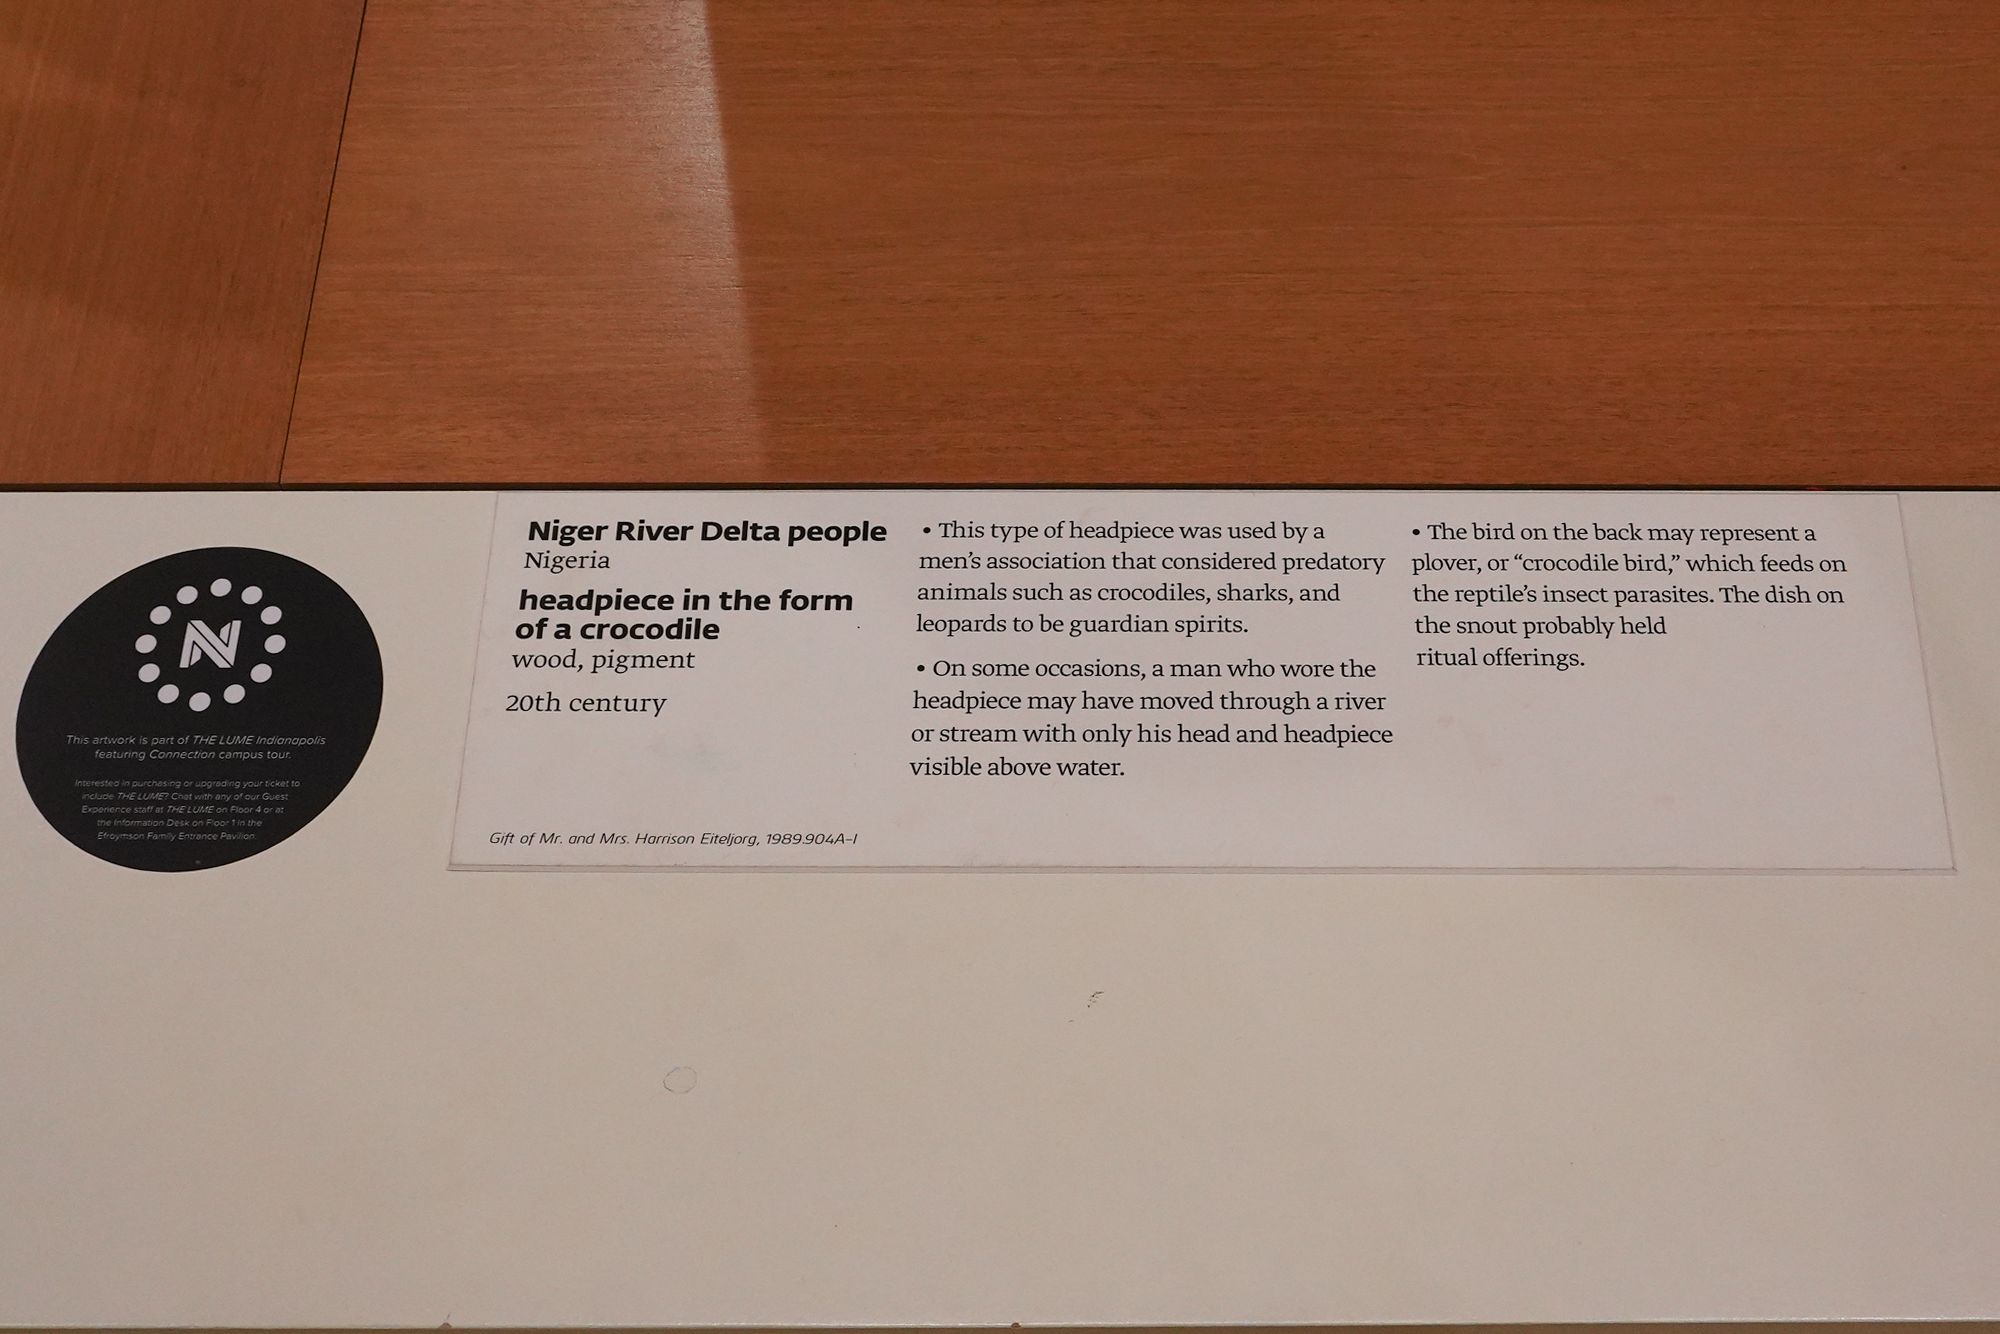 N
This artwork is part of THE LUME Indianapolis
featuring Connection campus tour.
Interested in purchasing or upgrading your ticket to
include THE LUME? Chat with any of our Guest
Experience staff at THE LUME on Floor 4 or at
the Information Desk on Floor 1 in the
Efroymson Family Entrance Pavilion.
Niger River Delta people
Nigeria
headpiece in the form
of a crocodile
wood, pigment
20th century
Gift of Mr. and Mrs. Harrison Eiteljorg, 1989.904A–I
• This type of headpiece was used by a
men’s association that considered predatory
animals such as crocodiles, sharks, and
leopards to be guardian spirits.
• On some occasions, a man who wore the
headpiece may have moved through a river
or stream with only his head and headpiece
visible above water.
• The bird on the back may represent a
plover, or “crocodile bird,” which feeds on
the reptile’s insect parasites. The dish on
the snout probably held
ritual offerings.